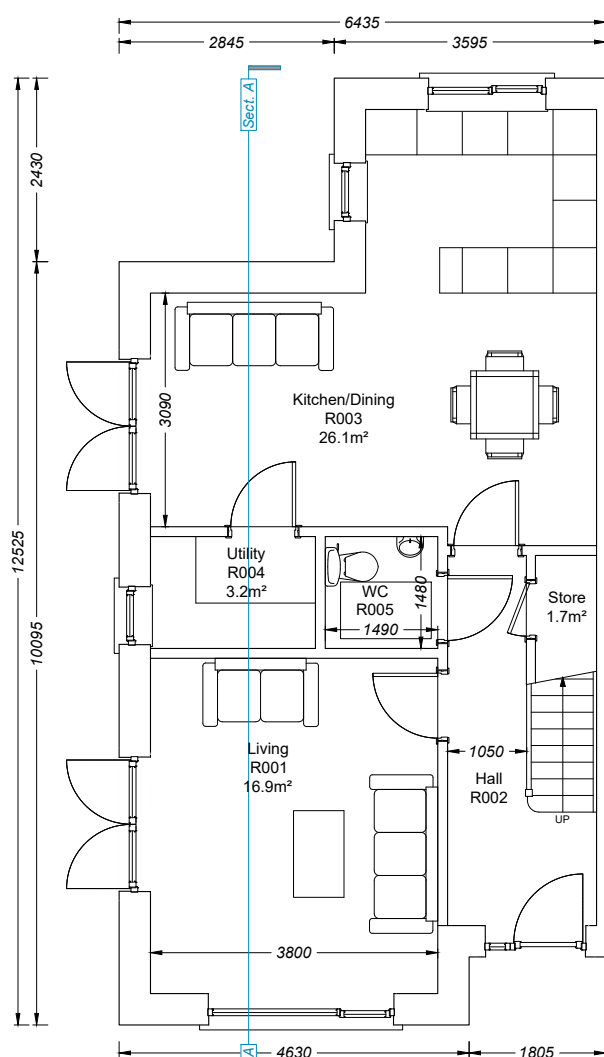 6435
2845
3595
Sect. A
2430
3090
Kitchen/Dining
R003
26.1m²
12525
10095
Utility
R004
3.2m²
WC
R005
1480
1490
Store
1.7m²
Living
R001
16.9m²
1050
Hall
R002
UP
3800
A
4630
1805